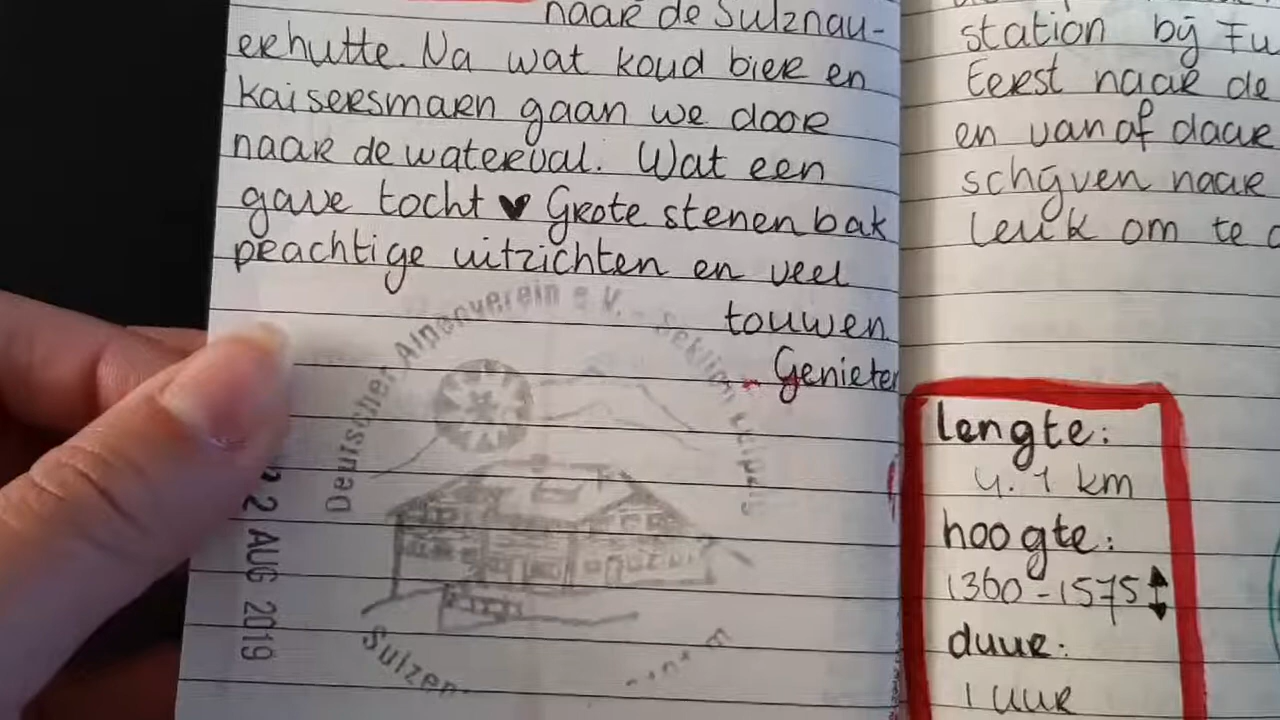 naar de Sulznau-
erhutte. Na wat koud bier en
kaisersmarn gaan we door
naar de waterval. Wat een
gave tocht ♥ Grote stenen bak
prachtige uitzichten en veel
touwen.
Genieten
Deutscher Alpenverein e.V. - Sektion Leipzig
Sulzen
2 AUG 2019
station bij Fu
Eerst naar de
en vanaf daar
schijven naar
leuk om te
lengte:
4.1 km
hoogte:
1360-1575
duur:
1 uur